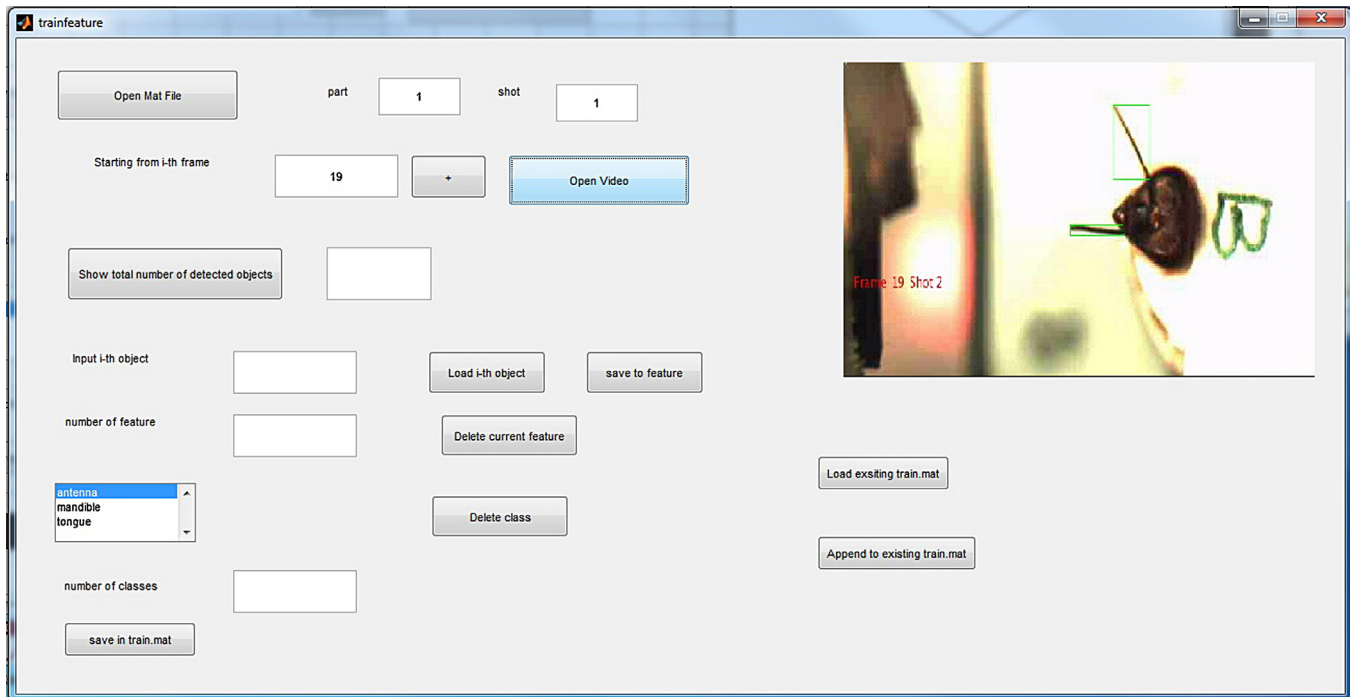 trainfeature
Open Mat File
part
1
shot
1
Starting from i-th frame
19
+
Open Video
Show total number of detected objects
Frame 19 Shot 2
Input i-th object
Load i-th object
save to feature
number of feature
Delete current feature
Load exsiting train.mat
antenna
mandible
tongue
Delete class
Append to existing train.mat
number of classes
save in train.mat